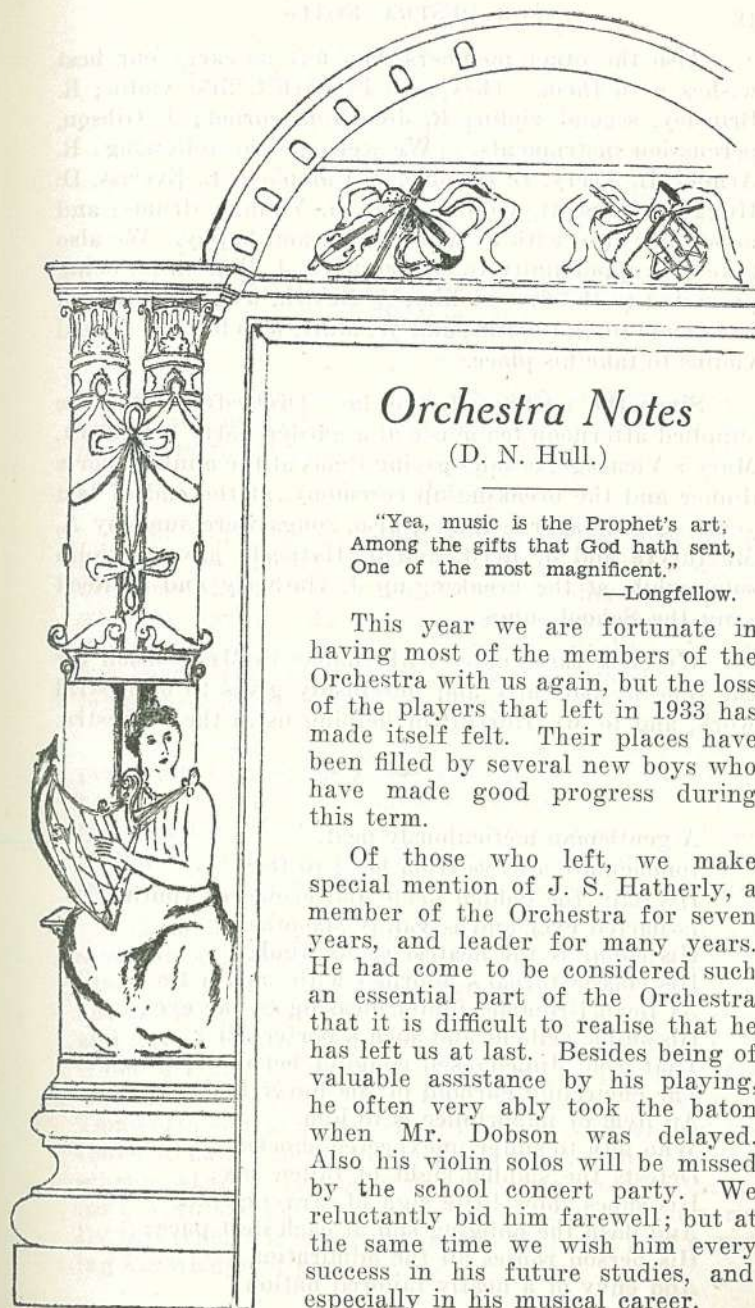 Orchestra Notes
(D. N. Hull.)
"Yea, music is the Prophet's art,
Among the gifts that God hath sent,
One of the most magnificent."
—Longfellow.
This year we are fortunate in
having most of the members of the
Orchestra with us again, but the loss
of the players that left in 1933 has
made itself felt. Their places have
been filled by several new boys who
have made good progress during
this term.
Of those who left, we make
special mention of J. S. Hatherly, a
member of the Orchestra for seven
years, and leader for many years.
He had come to be considered such
an essential part of the Orchestra
that it is difficult to realise that he
has left us at last. Besides being of
valuable assistance by his playing,
he often very ably took the baton
when Mr. Dobson was delayed.
Also his violin solos will be missed
by the school concert party. We
reluctantly bid him farewell; but at
the same time we wish him every
success in his future studies, and
especially in his musical career.